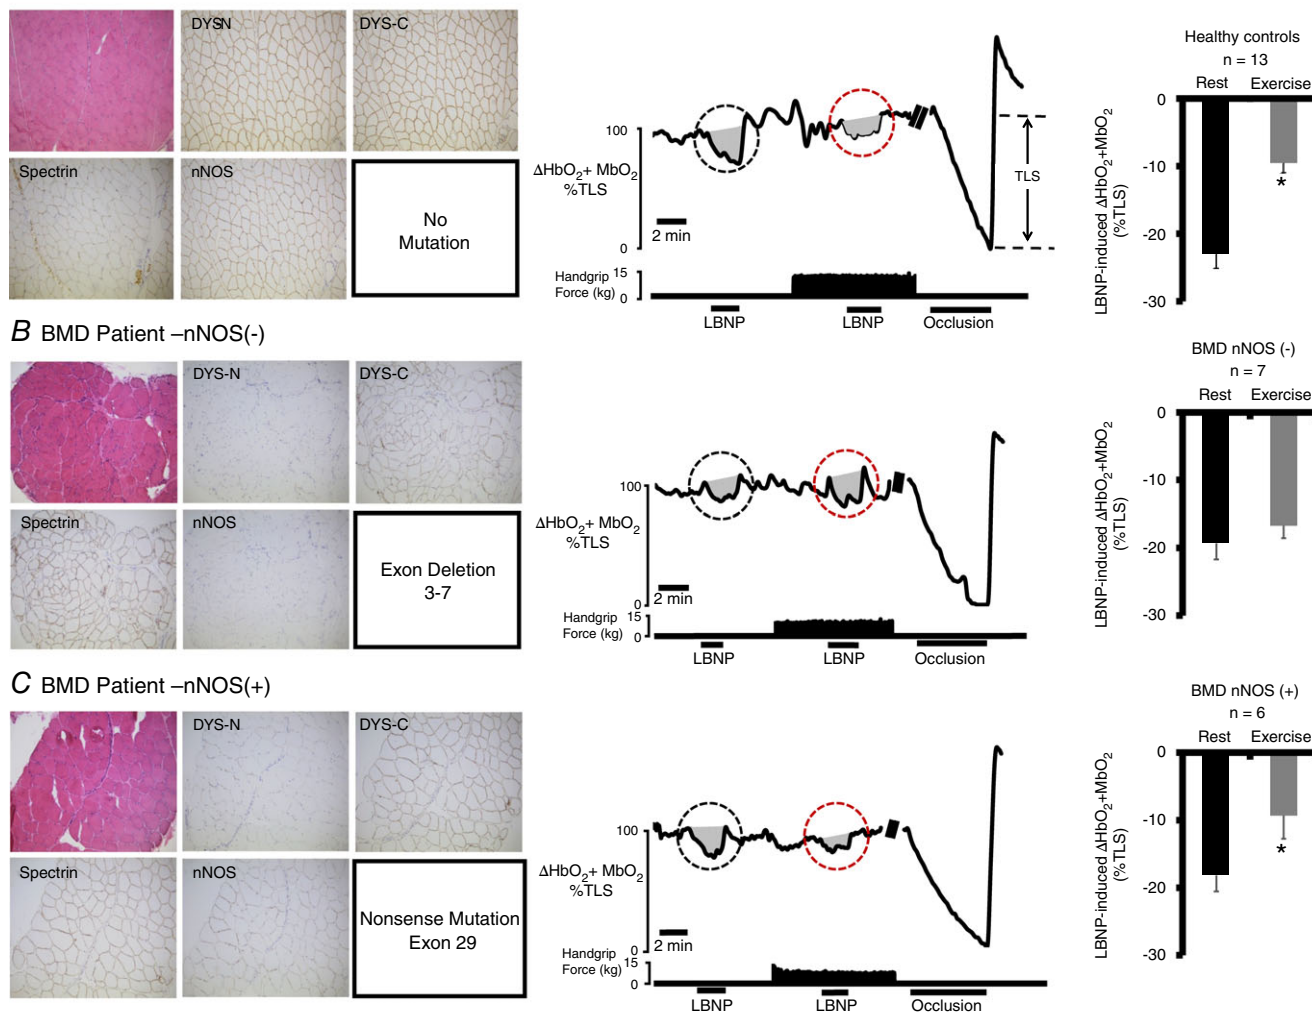 DYS-N
DYS-C
Spectrin
nNOS
No
Mutation
100
ΔHbO2+ MbO2
%TLS
TLS
2 min
0
Handgrip
Force (kg)
15
0
LBNP
LBNP
Occlusion
Healthy controls
n = 13
Rest
Exercise
0
-10
-20
-30
*
LBNP-induced ΔHbO2+MbO2
(%TLS)
B BMD Patient –nNOS(-)
DYS-N
DYS-C
Spectrin
nNOS
Exon Deletion
3-7
100
ΔHbO2+ MbO2
%TLS
2 min
0
Handgrip
Force (kg)
15
0
LBNP
LBNP
Occlusion
BMD nNOS (-)
n = 7
Rest
Exercise
0
-10
-20
-30
LBNP-induced ΔHbO2+MbO2
(%TLS)
C BMD Patient –nNOS(+)
DYS-N
DYS-C
Spectrin
nNOS
Nonsense Mutation
Exon 29
100
ΔHbO2+ MbO2
%TLS
2 min
0
Handgrip
Force (kg)
15
0
LBNP
LBNP
Occlusion
BMD nNOS (+)
n = 6
Rest
Exercise
0
-10
-20
-30
*
LBNP-induced ΔHbO2+MbO2
(%TLS)